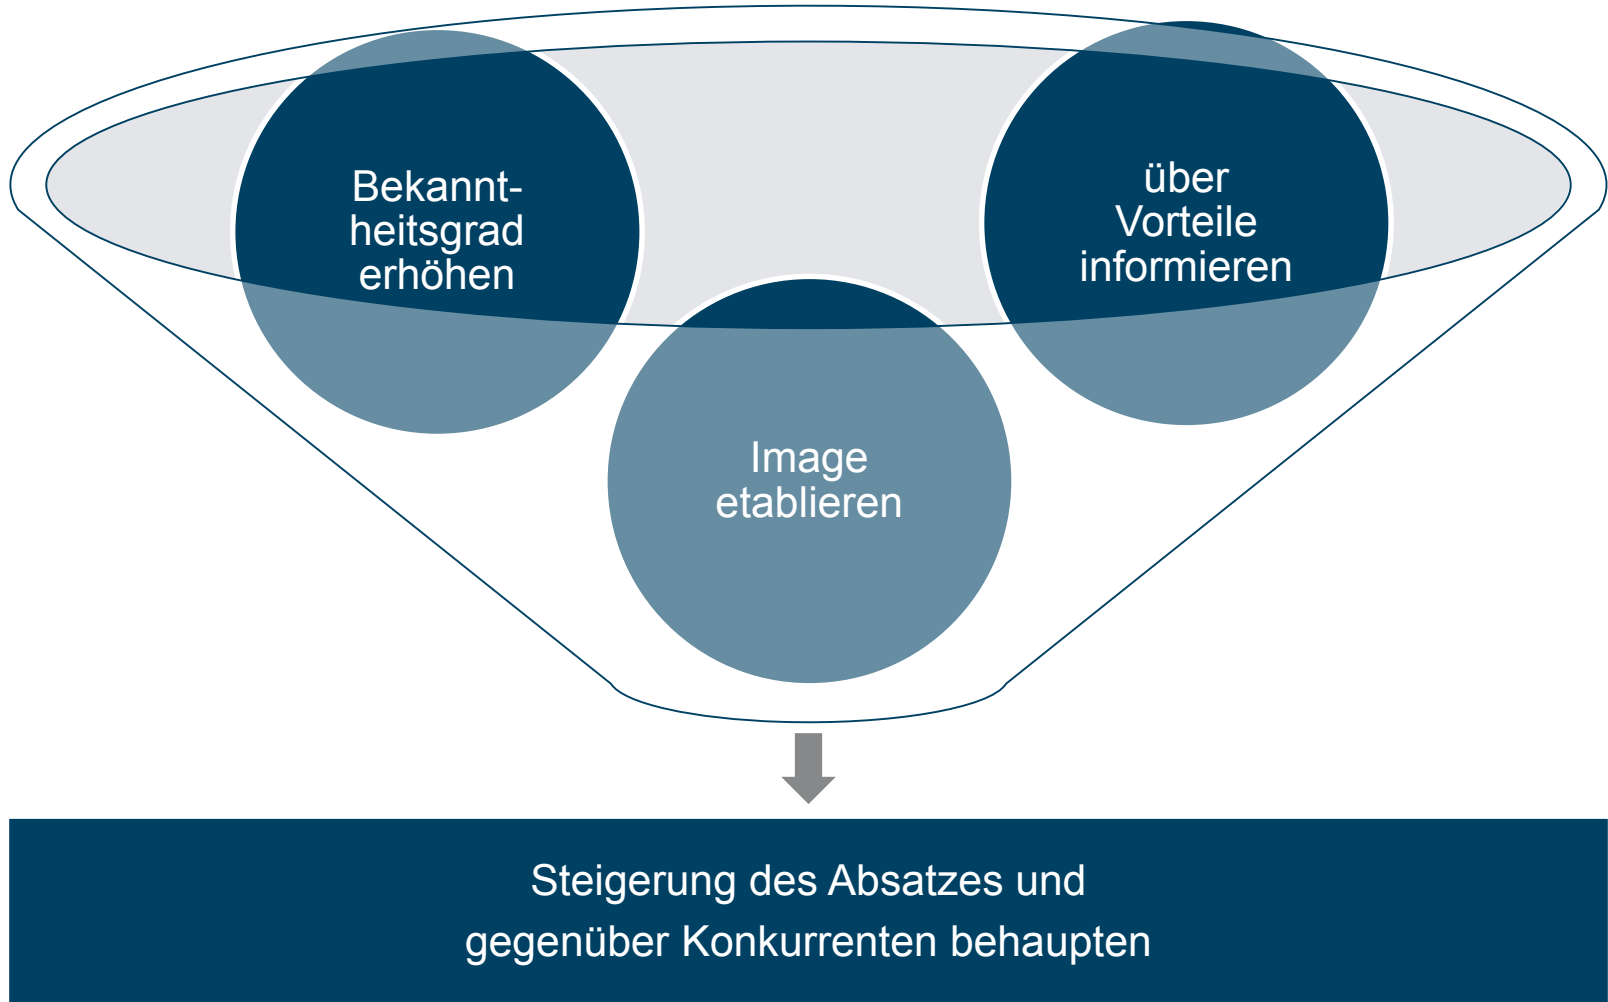 Bekannt-
heitsgrad
erhöhen
über
Vorteile
informieren
Image
etablieren
Steigerung des Absatzes und
gegenüber Konkurrenten behaupten